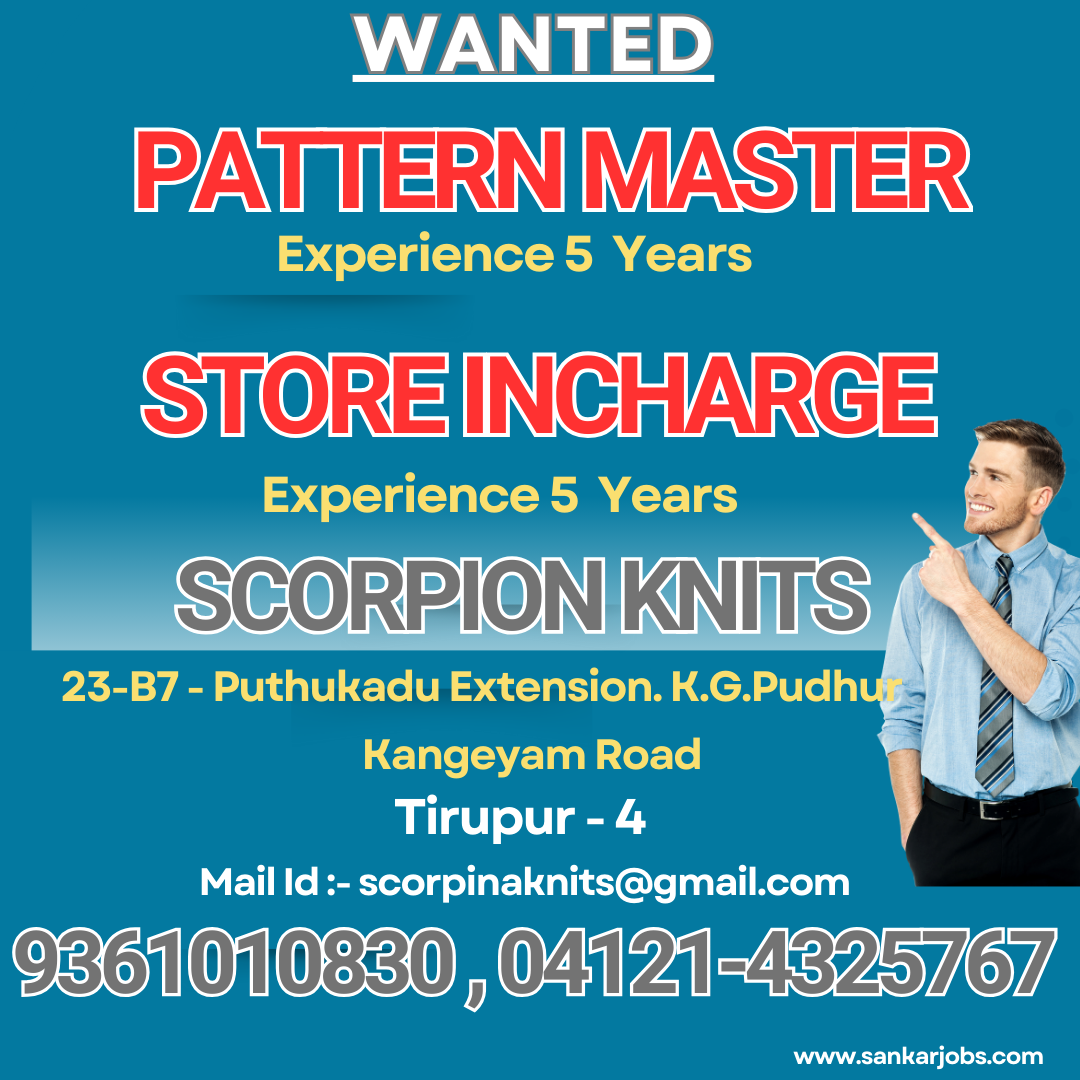 WANTED
PATTERN MASTER
Experience 5 Years
STORE INCHARGE
Experience 5 Years
SCORPION KNITS
23-B7 - Puthukadu Extension. K.G.Pudhur
Kangeyam Road
Tirupur - 4
Mail Id :- scorpinaknits@gmail.com
9361010830 , 04121-4325767
www.sankarjobs.com